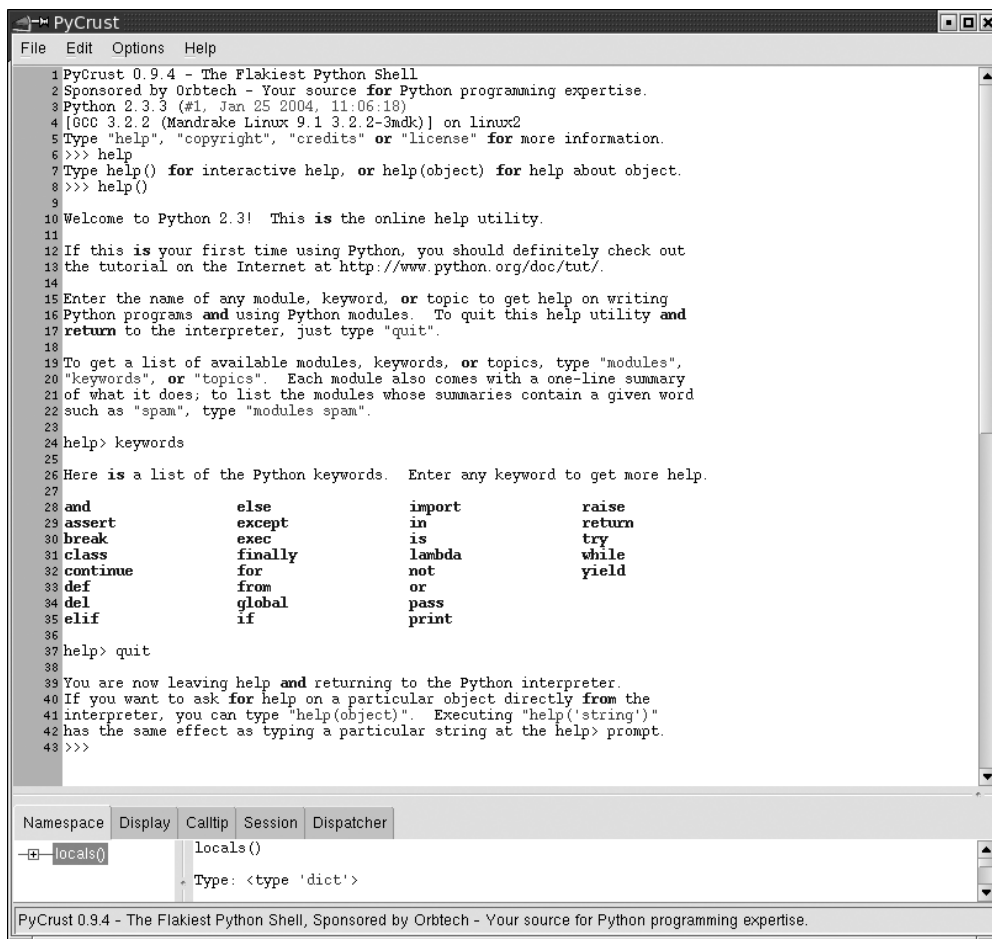 PyCrust
File Edit Options Help
1 PyCrust 0.9.4 - The Flakiest Python Shell
2 Sponsored by Orbtech - Your source for Python programming expertise.
3 Python 2.3.3 (#1, Jan 25 2004, 11:06:18)
4 [GCC 3.2.2 (Mandrake Linux 9.1 3.2.2-3mdk)] on linux2
5 Type "help", "copyright", "credits" or "license" for more information.
6 >>> help
7 Type help() for interactive help, or help(object) for help about object.
8 >>> help()
9
10 Welcome to Python 2.3!  This is the online help utility.
11
12 If this is your first time using Python, you should definitely check out
13 the tutorial on the Internet at http://www.python.org/doc/tut/.
14
15 Enter the name of any module, keyword, or topic to get help on writing
16 Python programs and using Python modules.  To quit this help utility and
17 return to the interpreter, just type "quit".
18
19 To get a list of available modules, keywords, or topics, type "modules",
20 "keywords", or "topics".  Each module also comes with a one-line summary
21 of what it does; to list the modules whose summaries contain a given word
22 such as "spam", type "modules spam".
23
24 help> keywords
25
26 Here is a list of the Python keywords.  Enter any keyword to get more help.
27
28 and else import raise
29 assert except in return
30 break exec is try
31 class finally lambda while
32 continue for not yield
33 def from or
34 del global pass
35 elif if print
36
37 help> quit
38
39 You are now leaving help and returning to the Python interpreter.
40 If you want to ask for help on a particular object directly from the
41 interpreter, you can type "help(object)".  Executing "help('string')"
42 has the same effect as typing a particular string at the help> prompt.
43 >>>
Namespace Display Calltip Session Dispatcher
locals() locals()
Type: <type 'dict'>
PyCrust 0.9.4 - The Flakiest Python Shell, Sponsored by Orbtech - Your source for Python programming expertise.